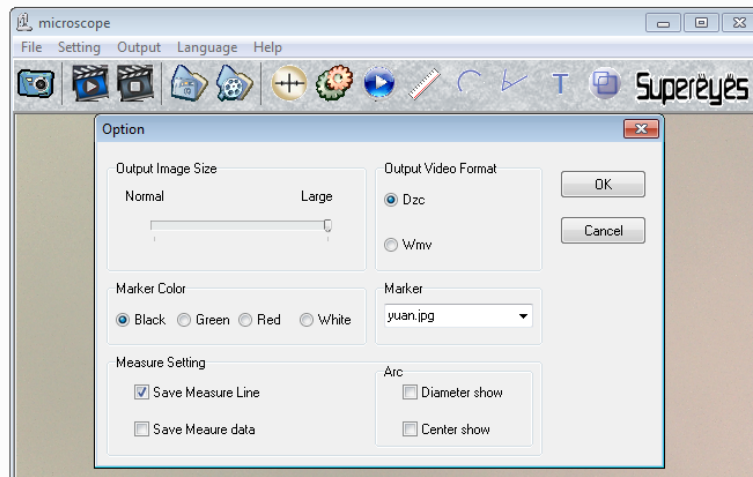 microscope
File Setting Output Language Help
T Superëyës
Option
Output Image Size
Normal Large
Output Video Format
Dzc
Wmv
OK
Cancel
Marker Color
Black Green Red White
Marker
yuan.jpg
Measure Setting
Save Measure Line
Save Meaure data
Arc
Diameter show
Center show